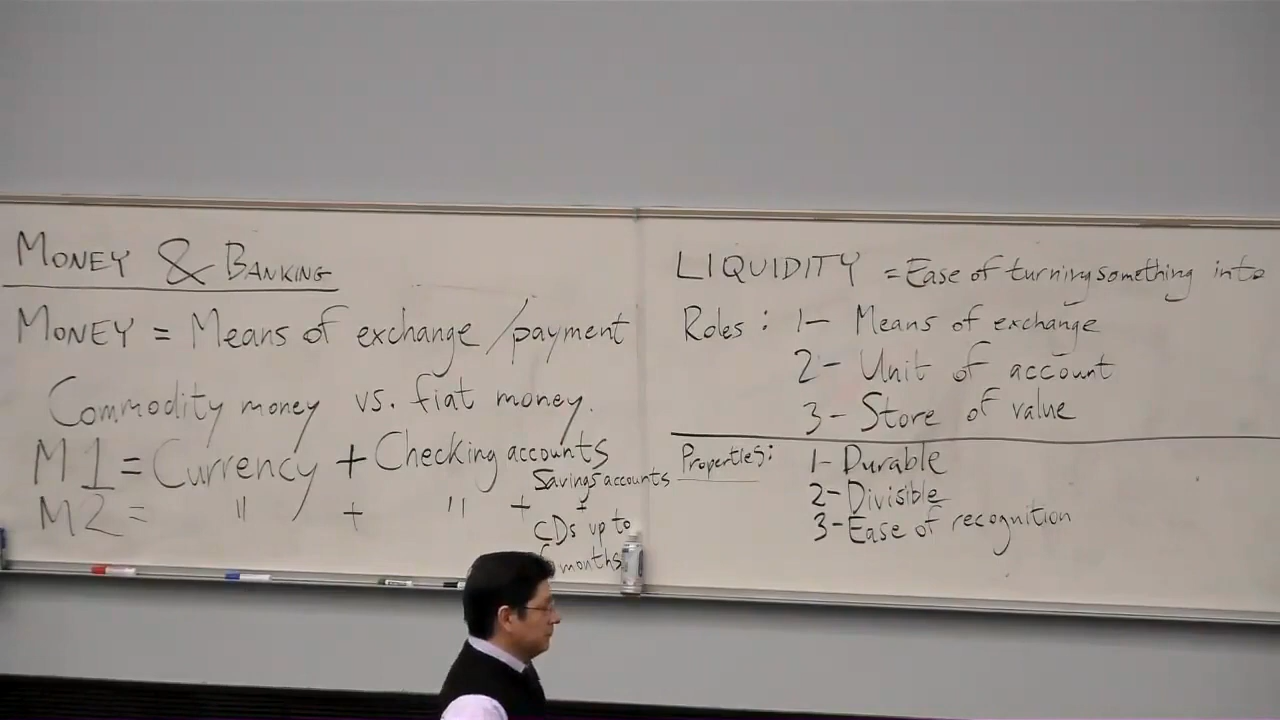 MONEY & BANKING
MONEY = Means of exchange / payment
Commodity money vs. fiat money.
M1 = Currency + Checking accounts
M2 = " + " + Savings accounts
+
CDs up to
months
LIQUIDITY = Ease of turning something into
Roles: 1- Means of exchange
2- Unit of account
3- Store of value
Properties: 1- Durable
2- Divisible
3- Ease of recognition